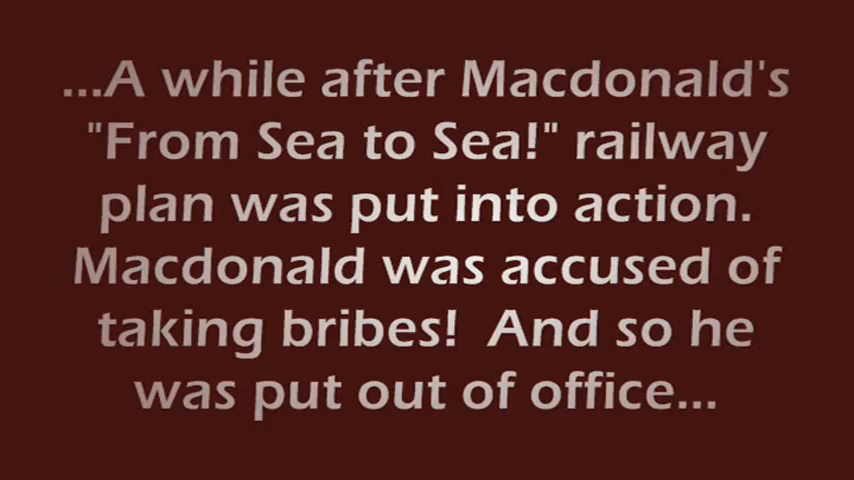 ...A while after Macdonald's
"From Sea to Sea!" railway
plan was put into action.
Macdonald was accused of
taking bribes!  And so he
was put out of office...